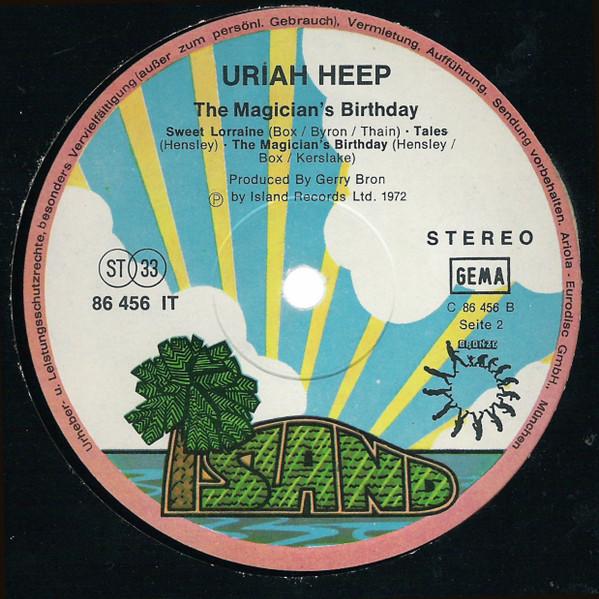 Urheber- u. Leistungsschutzrechte, besonders Vervielfältigung (außer zum persönl. Gebrauch), Vermietung, Aufführung, Sendung vorbehalten. Ariola - Eurodisc GmbH., München
URIAH HEEP
The Magician's Birthday
Sweet Lorraine (Box / Byron / Thain) · Tales
(Hensley) · The Magician's Birthday (Hensley /
Box / Kerslake)
Produced By Gerry Bron
Ⓟ by Island Records Ltd. 1972
STEREO
ST 33
GEMA
86 456 IT
C 86 456 B
Seite 2
BRONZE
ISLAND